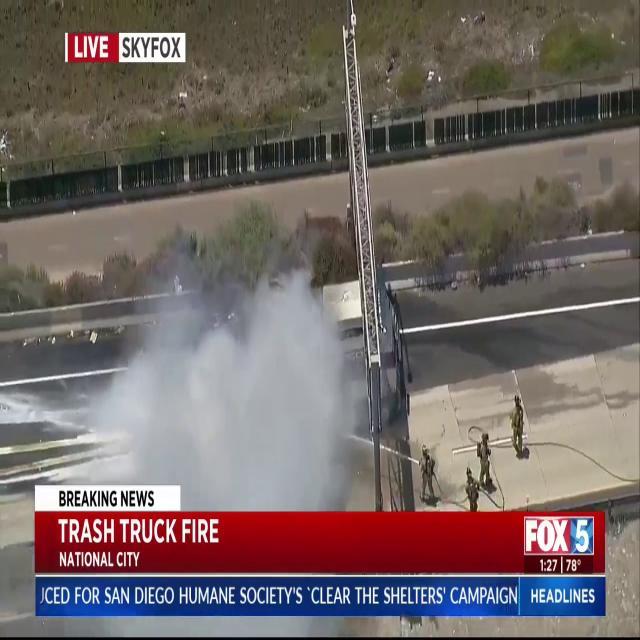 LIVE SKYFOX
BREAKING NEWS
TRASH TRUCK FIRE
NATIONAL CITY
FOX 5
1:27 78°
UCED FOR SAN DIEGO HUMANE SOCIETY'S `CLEAR THE SHELTERS' CAMPAIGN
HEADLINES